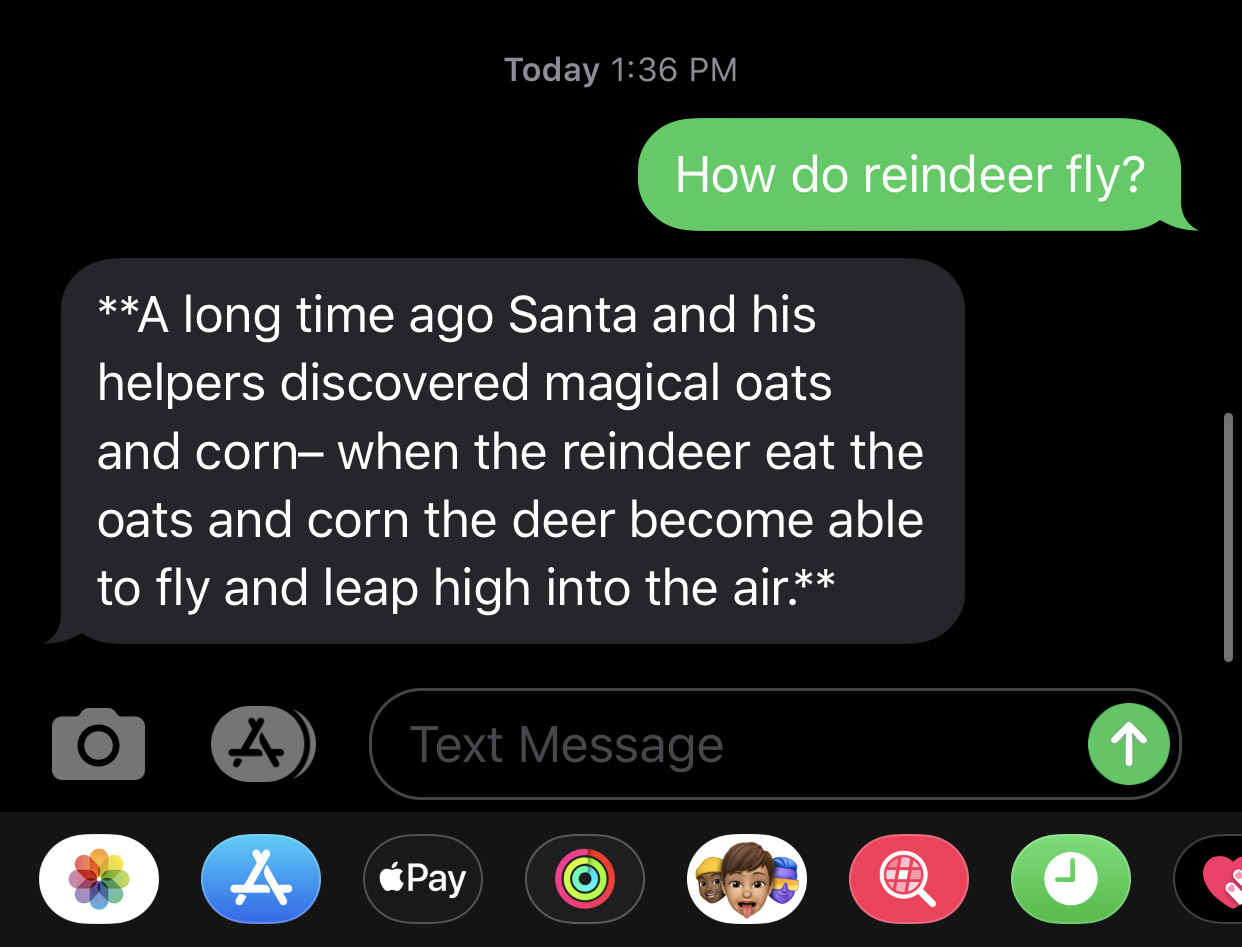 Today 1:36 PM
How do reindeer fly?
**A long time ago Santa and his
helpers discovered magical oats
and corn– when the reindeer eat the
oats and corn the deer become able
to fly and leap high into the air.**
Text Message
Pay